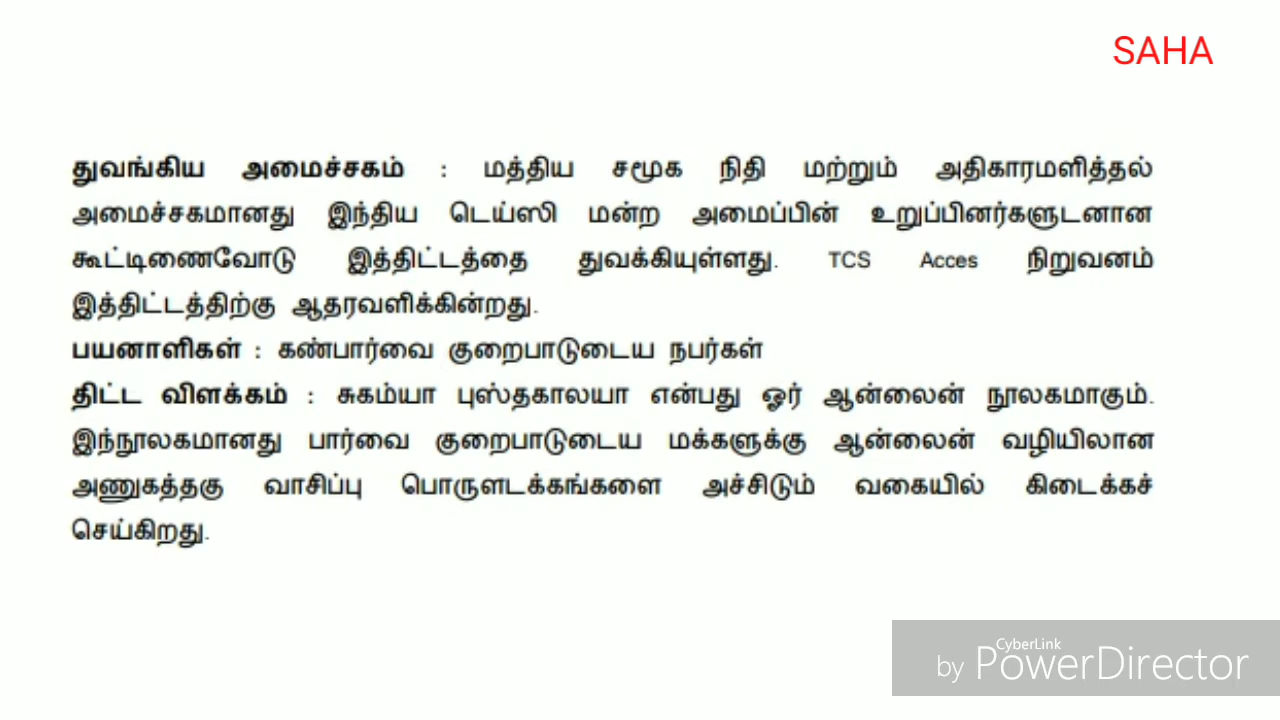 SAHA
துவங்கிய அமைச்சகம் : மத்திய சமூக நிதி மற்றும் அதிகாரமளித்தல்
அமைச்சகமானது இந்திய டெய்ஸி மன்ற அமைப்பின் உறுப்பினர்களுடனான
கூட்டிணைவோடு இத்திட்டத்தை துவக்கியுள்ளது. TCS Acces நிறுவனம்
இத்திட்டத்திற்கு ஆதரவளிக்கின்றது.
பயனாளிகள் : கண்பார்வை குறைபாடுடைய நபர்கள்
திட்ட விளக்கம் : சுகம்யா புஸ்தகாலயா என்பது ஓர் ஆன்லைன் நூலகமாகும்.
இந்நூலகமானது பார்வை குறைபாடுடைய மக்களுக்கு ஆன்லைன் வழியிலான
அணுகத்தகு வாசிப்பு பொருளடக்கங்களை அச்சிடும் வகையில் கிடைக்கச்
செய்கிறது.
CyberLink
by PowerDirector